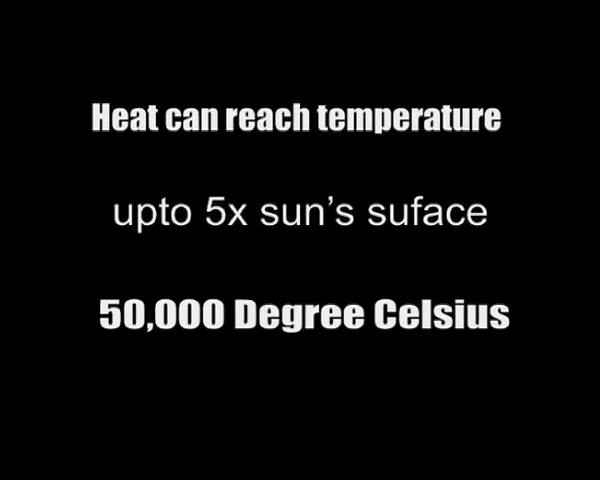 Heat can reach temperature
upto 5x sun’s suface
50,000 Degree Celsius